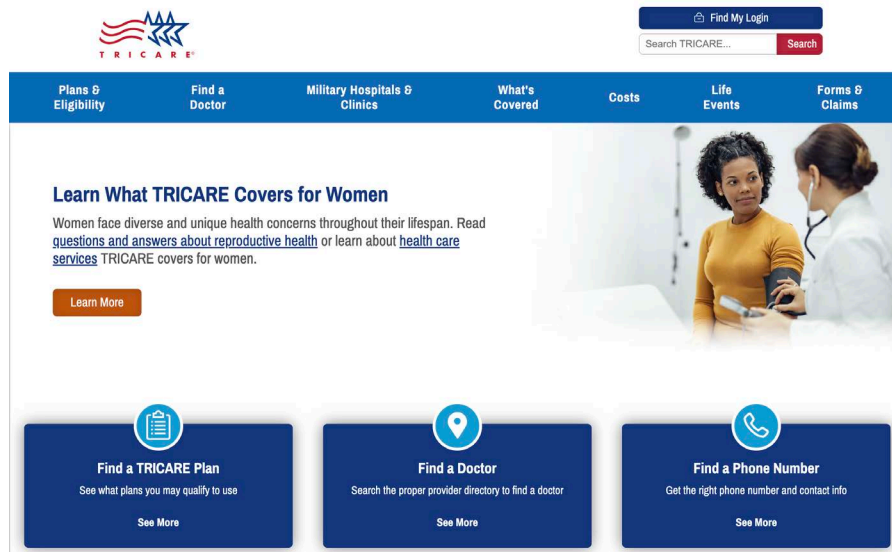 TRICARE®
Find My Login
Search TRICARE...
Search
Plans &
Eligibility
Find a
Doctor
Military Hospitals &
Clinics
What's
Covered
Costs
Life
Events
Forms &
Claims
Learn What TRICARE Covers for Women
Women face diverse and unique health concerns throughout their lifespan. Read
questions and answers about reproductive health or learn about health care
services TRICARE covers for women.
Learn More
Find a TRICARE Plan
See what plans you may qualify to use
See More
Find a Doctor
Search the proper provider directory to find a doctor
See More
Find a Phone Number
Get the right phone number and contact info
See More